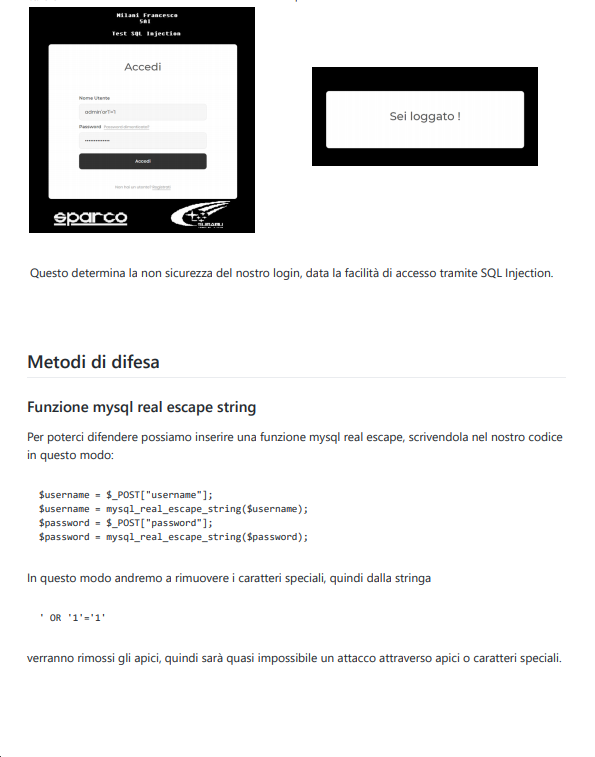 Milani Francesco
5AI
Test SQL Injection
Accedi
Nome Utente
Password Password dimenticata?
••••••••••••••
Accedi
Non hai un utente? Registrati
sparco
SUBARU
Sei loggato !
Questo determina la non sicurezza del nostro login, data la facilità di accesso tramite SQL Injection.
Metodi di difesa
Funzione mysql real escape string
Per poterci difendere possiamo inserire una funzione mysql real escape, scrivendola nel nostro codice
in questo modo:
$username = $_POST["username"];
$username = mysql_real_escape_string($username);
$password = $_POST["password"];
$password = mysql_real_escape_string($password);
In questo modo andremo a rimuovere i caratteri speciali, quindi dalla stringa
' OR '1'='1'
verranno rimossi gli apici, quindi sarà quasi impossibile un attacco attraverso apici o caratteri speciali.